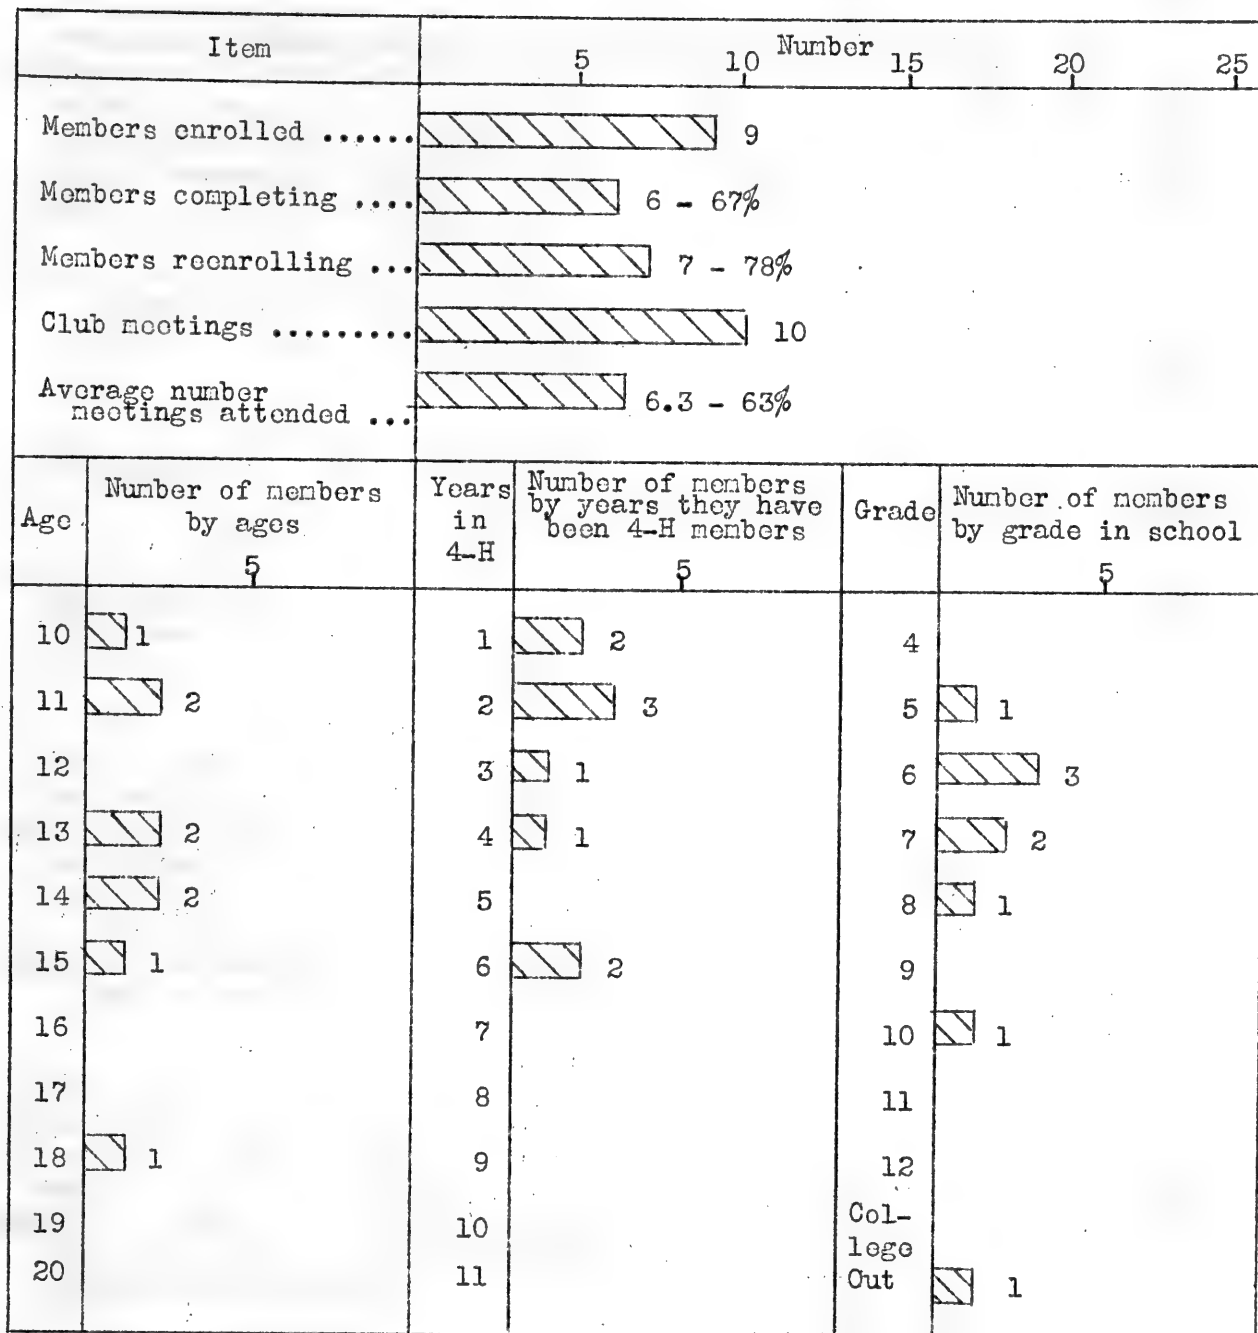 Item Number
5 10 15 20 25
Members enrolled ...... 9
Members completing .... 6 - 67%
Members reenrolling ... 7 - 78%
Club meetings ......... 10
Average number
meetings attended ... 6.3 - 63%
Age
Number of members
by ages
5
10 1
11 2
12
13 2
14 2
15 1
16
17
18 1
19
20
Years
in
4-H
Number of members
by years they have
been 4-H members
5
1 2
2 3
3 1
4 1
5
6 2
7
8
9
10
11
Grade
Number of members
by grade in school
5
4
5 1
6 3
7 2
8 1
9
10 1
11
12
Col-
lege
Out 1